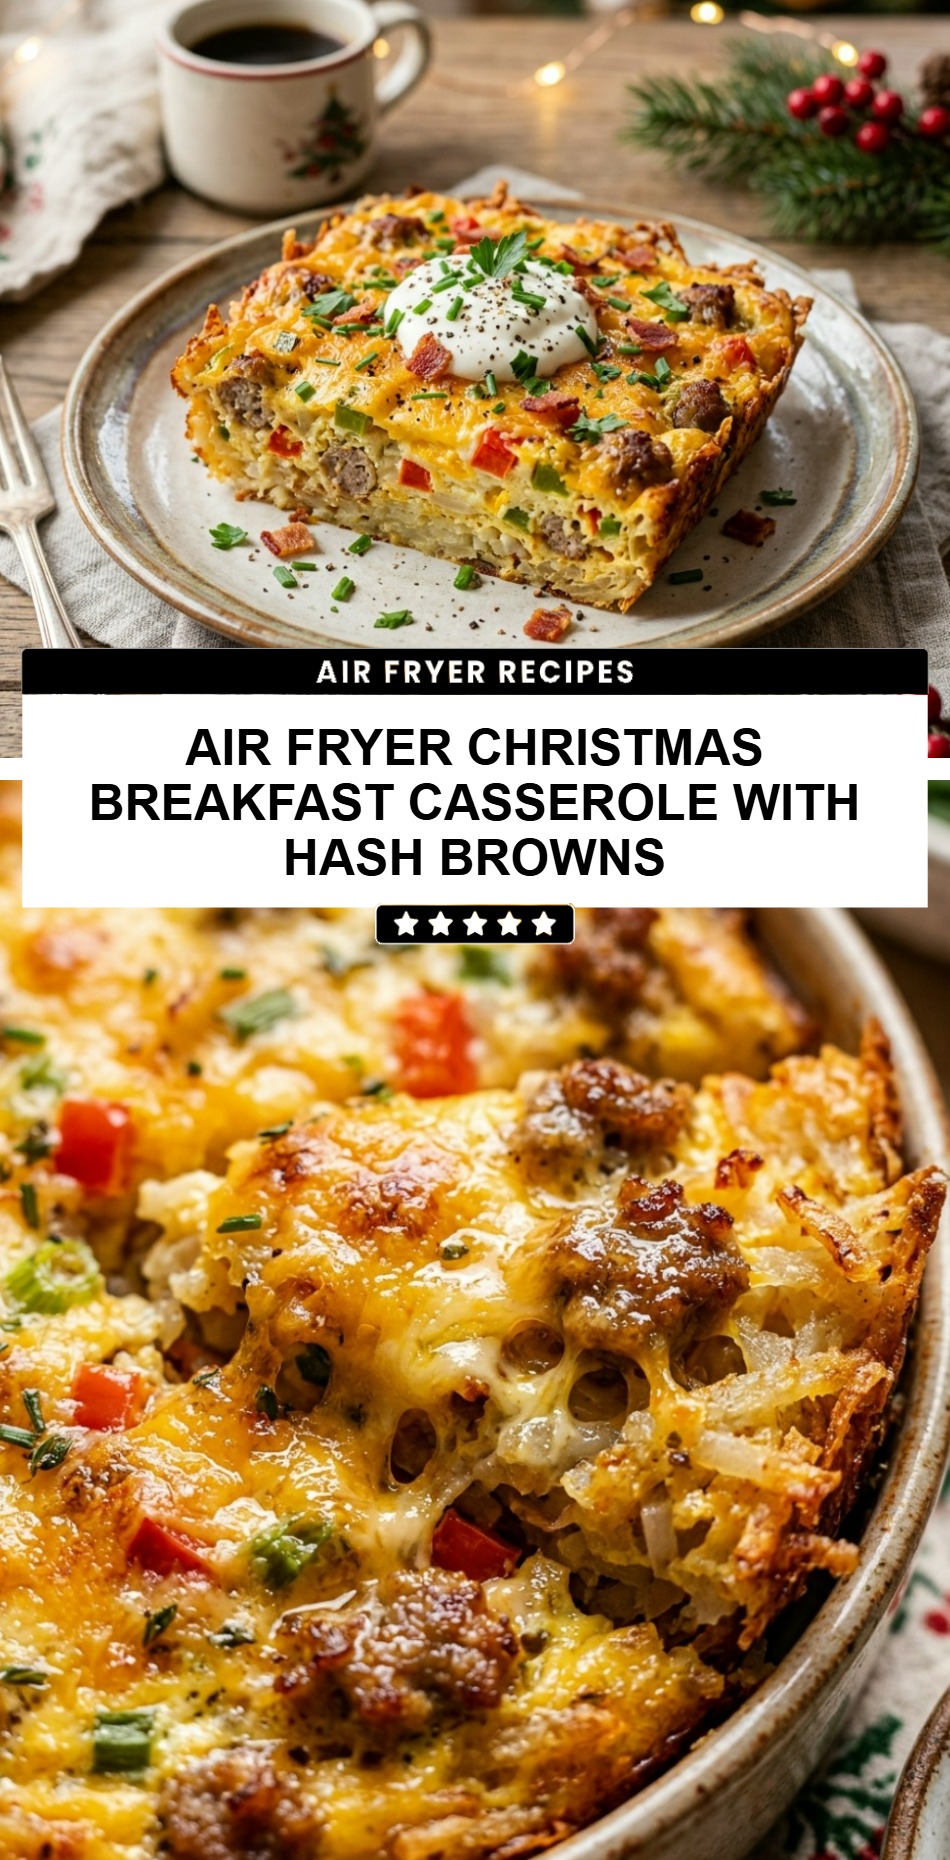 AIR FRYER RECIPES
AIR FRYER CHRISTMAS
BREAKFAST CASSEROLE WITH
HASH BROWNS